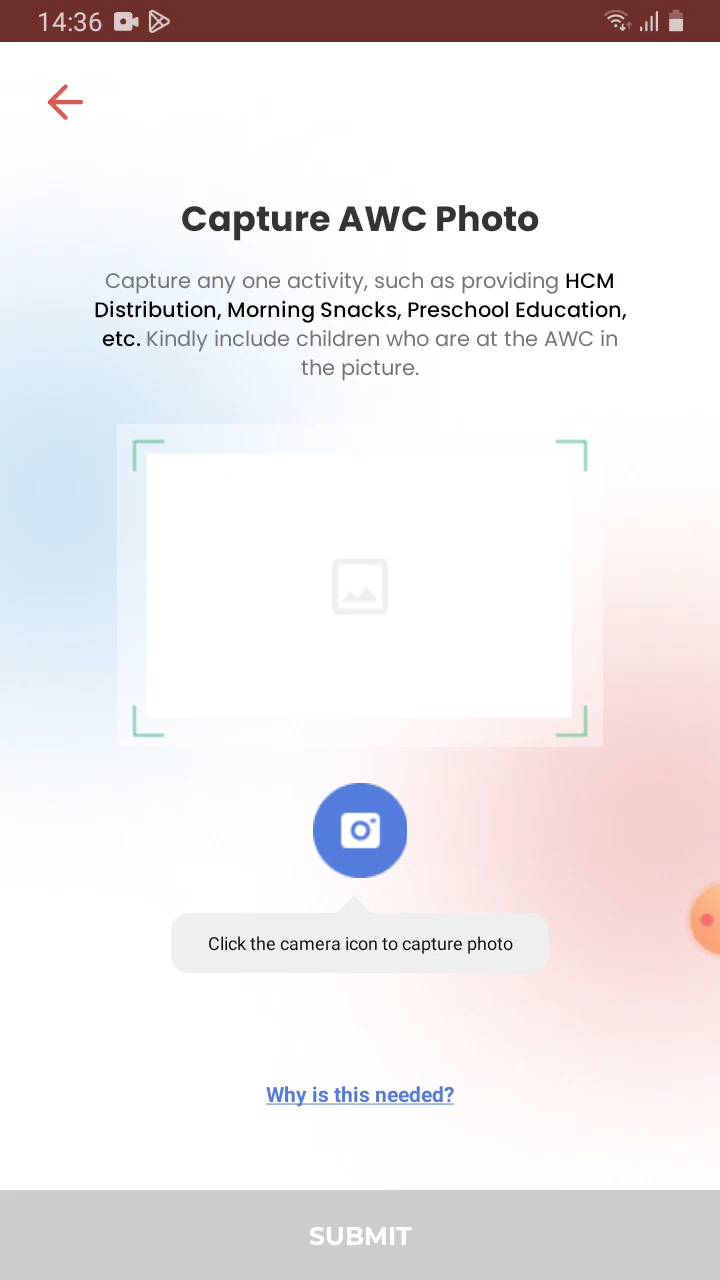 14:36
Capture AWC Photo
Capture any one activity, such as providing HCM
Distribution, Morning Snacks, Preschool Education,
etc. Kindly include children who are at the AWC in
the picture.
Click the camera icon to capture photo
Why is this needed?
SUBMIT